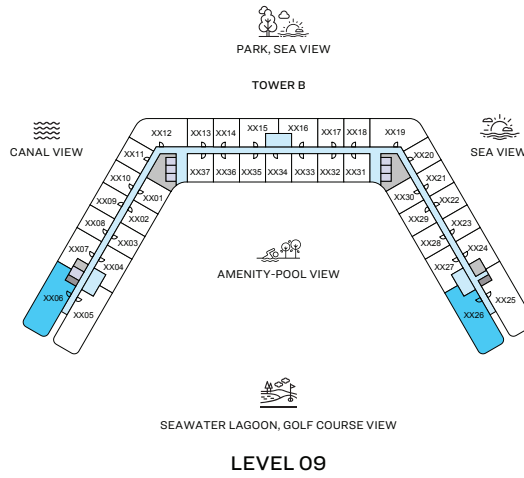 PARK, SEA VIEW
TOWER B
CANAL VIEW
SEA VIEW
XX12
XX13
XX14
XX15
XX16
XX17
XX18
XX19
XX11
XX10
XX09
XX08
XX07
XX06
XX05
XX04
XX03
XX02
XX01
XX37
XX36
XX35
XX34
XX33
XX32
XX31
XX30
XX29
XX28
XX27
XX26
XX20
XX21
XX22
XX23
XX24
XX25
AMENITY-POOL VIEW
SEAWATER LAGOON, GOLF COURSE VIEW
LEVEL 09